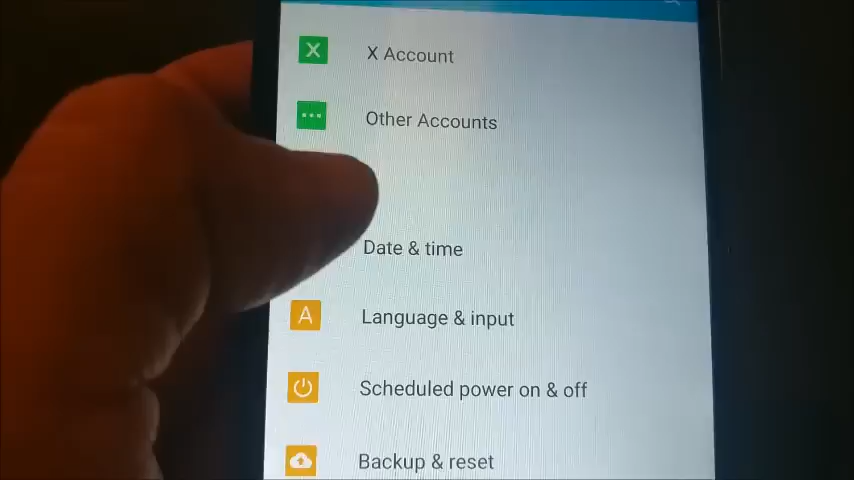 X Account
Other Accounts
Date & time
A Language & input
Scheduled power on & off
Backup & reset